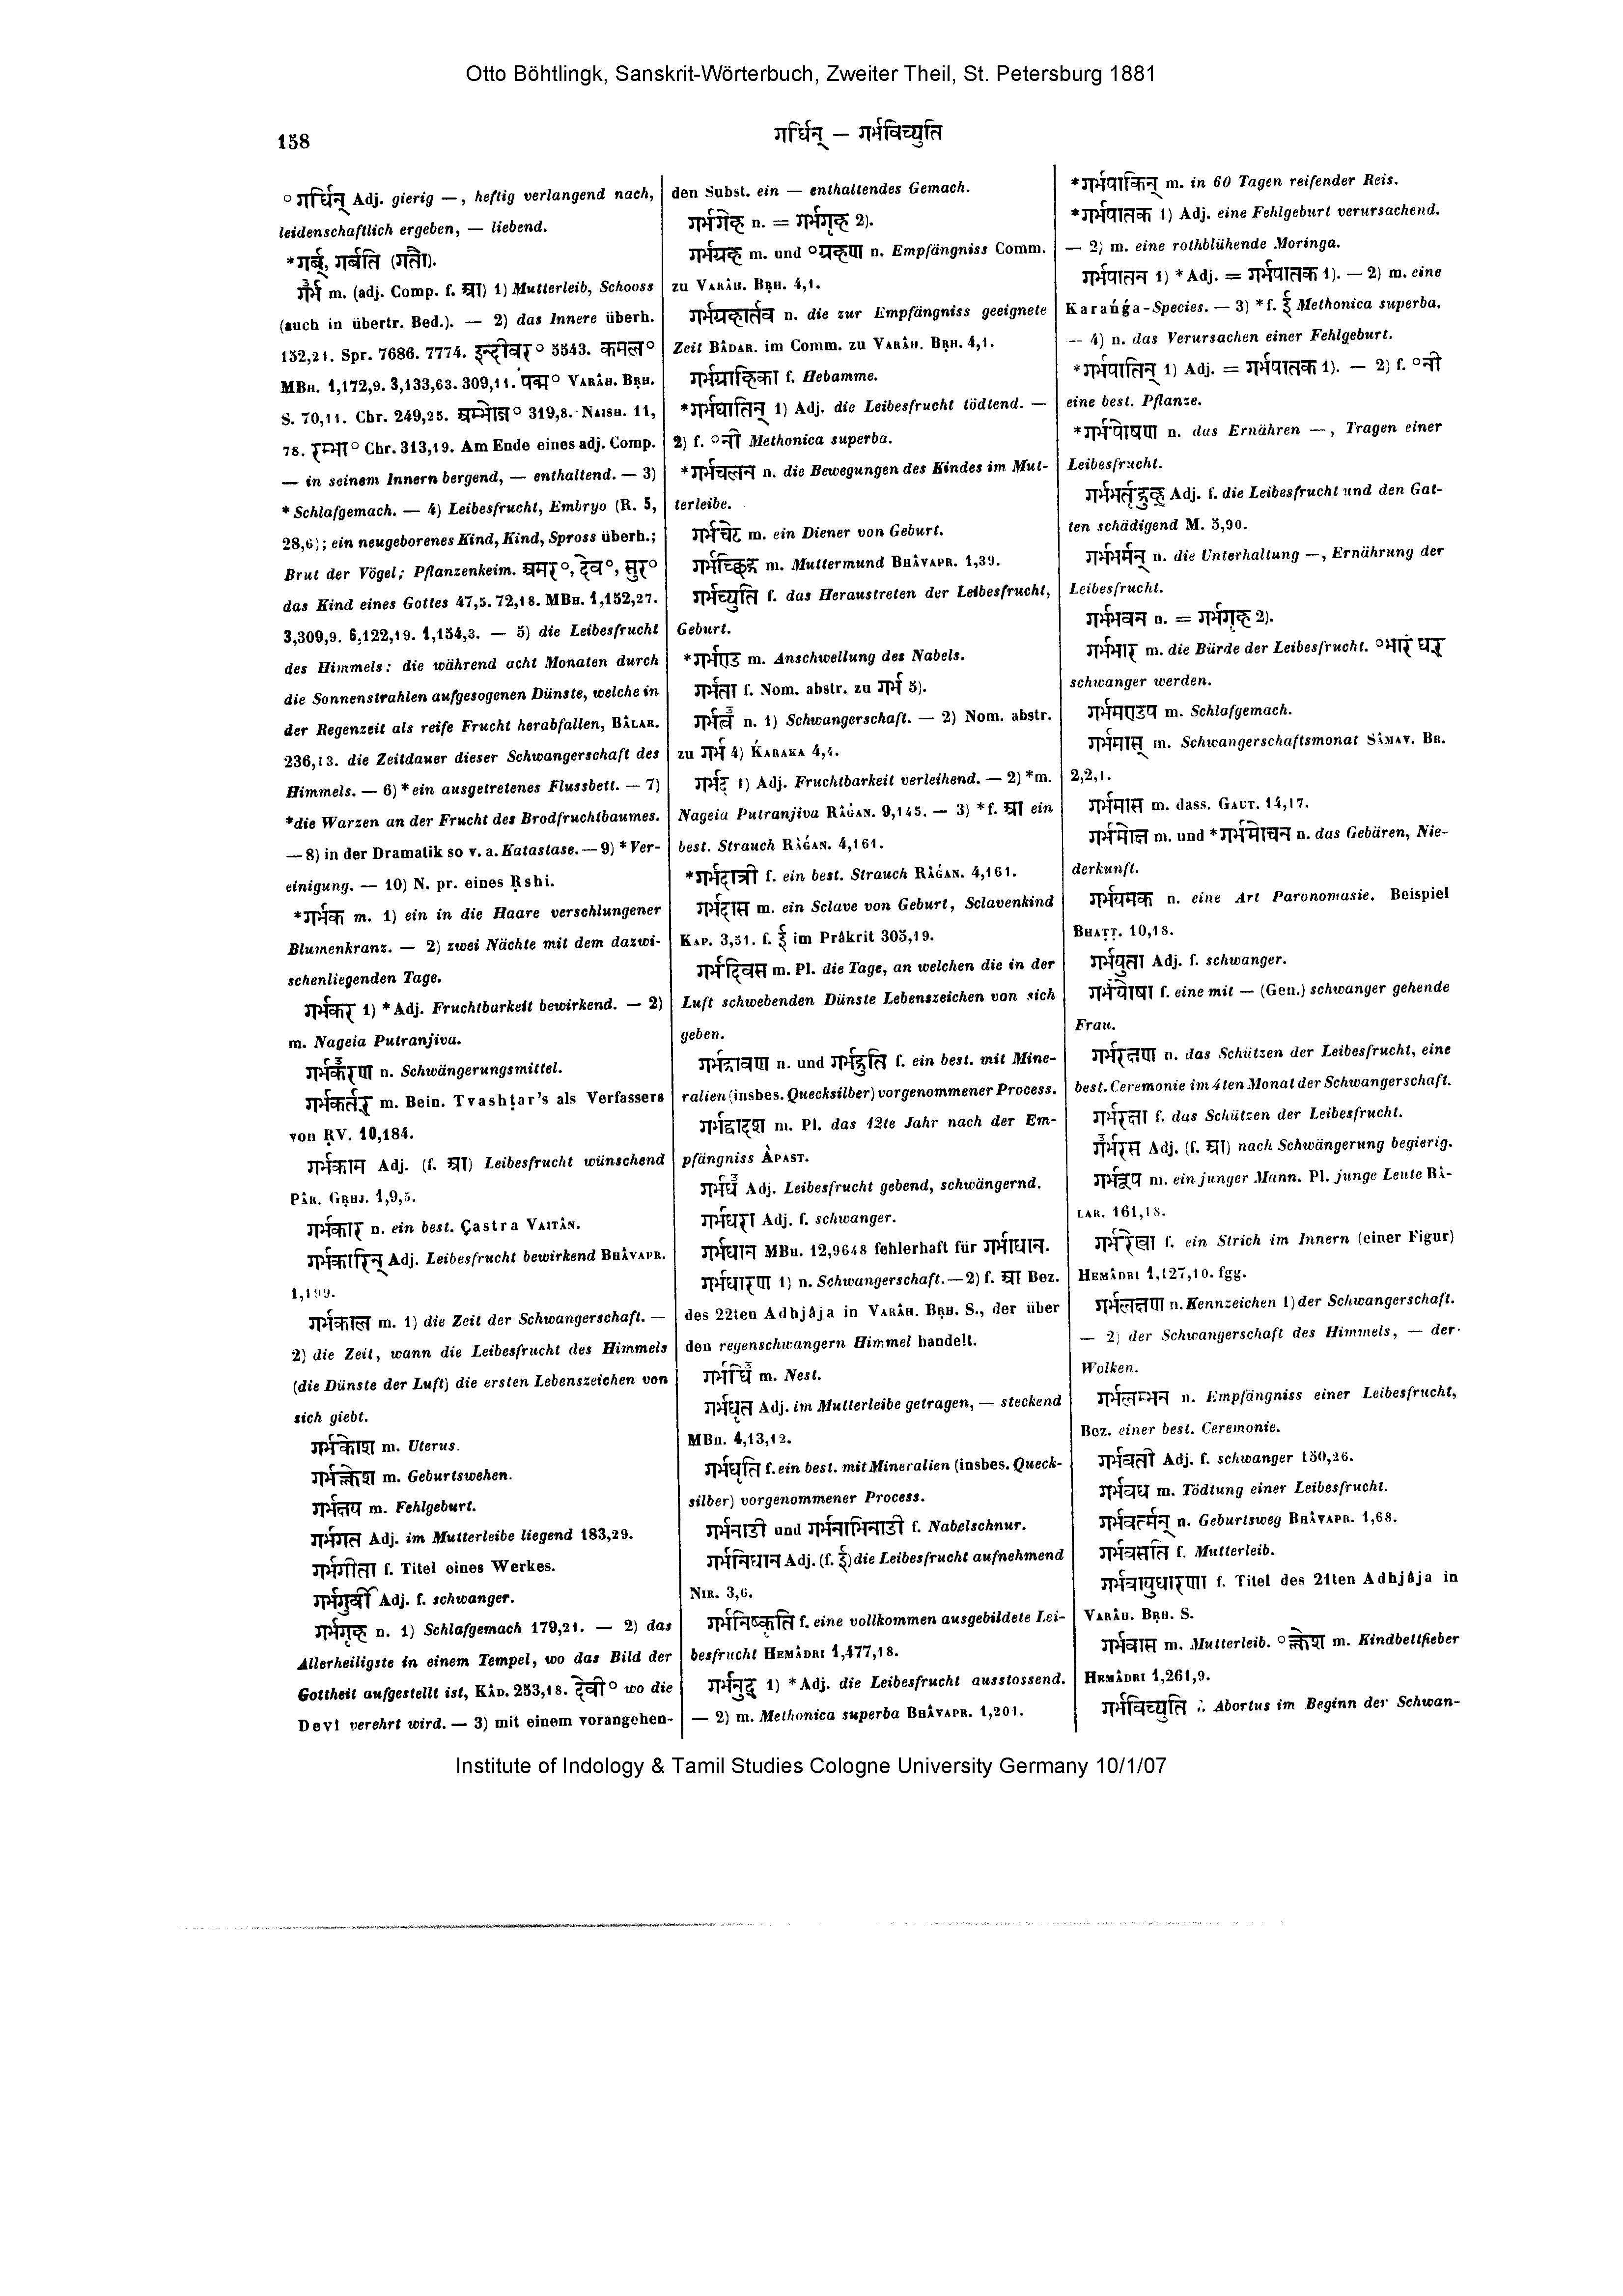 Otto Böhtlingk, Sanskrit-Wörterbuch, Zweiter Theil, St. Petersburg 1881
158
गर्धिन् — गर्भविच्युति
°गर्धिन् Adj. gierig —, heftig verlangend nach,
leidenschaftlich ergeben, — liebend.
*गर्ब्, गर्बति (गतौ).
गर्भ m. (adj. Comp. f. आ) 1) Mutterleib, Schooss
(auch in übertr. Bed.). — 2) das Innere überh.
152,21. Spr. 7686. 7774. इन्दीवर° 5543. कमल°
MBH. 1,172,9. 3,133,63. 309,11. पद्म° VARÂH. BṚH.
S. 70,11. Chr. 249,25. अम्भोज° 319,8. NAISH. 11,
78. रम्भा° Chr. 313,19. Am Ende eines adj. Comp.
— in seinem Innern bergend, — enthaltend. — 3)
* Schlafgemach. — 4) Leibesfrucht, Embryo (R. 5,
28,6); ein neugeborenes Kind, Kind, Spross überh.;
Brut der Vögel; Pflanzenkeim. अमर°, देव°, सुर°
das Kind eines Gottes 47,5. 72,18. MBH. 1,152,27.
3,309,9. 6,122,19. 1,154,3. — 5) die Leibesfrucht
des Himmels: die während acht Monaten durch
die Sonnenstrahlen aufgesogenen Dünste, welche in
der Regenzeit als reife Frucht herabfallen, BÂLAR.
236,13. die Zeitdauer dieser Schwangerschaft des
Himmels. — 6) *ein ausgetretenes Flussbett. — 7)
*die Warzen an der Frucht des Brodfruchtbaumes.
— 8) in der Dramatik so v. a. Katastase. — 9) *Ver-
einigung. — 10) N. pr. eines Ṛshi.
*गर्भक m. 1) ein in die Haare verschlungener
Blumenkranz. — 2) zwei Nächte mit dem dazwi-
schenliegenden Tage.
गर्भकर 1) *Adj. Fruchtbarkeit bewirkend. — 2)
m. Nageia Putranjiva.
गर्भकरण n. Schwängerungsmittel.
गर्भकर्तर् m. Bein. Tvashṭar's als Verfassers
von ṚV. 10,184.
गर्भकाम Adj. (f. आ) Leibesfrucht wünschend
PÂR. GṚHJ. 1,9,5.
गर्भकार n. ein best. Çastra VAITÂN.
गर्भकारिन् Adj. Leibesfrucht bewirkend BHÂVAPR.
1,199.
गर्भकाल m. 1) die Zeit der Schwangerschaft. —
2) die Zeit, wann die Leibesfrucht des Himmels
(die Dünste der Luft) die ersten Lebenszeichen von
sich giebt.
गर्भकोश m. Uterus.
गर्भक्लेश m. Geburtswehen.
गर्भक्षय m. Fehlgeburt.
गर्भगत Adj. im Mutterleibe liegend 183,29.
गर्भगीता f. Titel eines Werkes.
गर्भगुर्वी Adj. f. schwanger.
गर्भगृह n. 1) Schlafgemach 179,21. — 2) das
Allerheiligste in einem Tempel, wo das Bild der
Gottheit aufgestellt ist, KÂD. 253,18. देवी° wo die
Devî verehrt wird. — 3) mit einem vorangehen-
den Subst. ein — enthaltendes Gemach.
गर्भगेह n. = गर्भगृह 2).
गर्भग्रह m. und °ग्रहण n. Empfängniss Comm.
zu VARÂH. BṚH. 4,1.
गर्भग्रहार्तव n. die zur Empfängniss geeignete
Zeit BÂDAR. im Comm. zu VARÂH. BṚH. 4,1.
गर्भग्राहिका f. Hebamme.
*गर्भघातिन् 1) Adj. die Leibesfrucht tödtend. —
2) f. °नी Methonica superba.
*गर्भचलन n. die Bewegungen des Kindes im Mut-
terleibe.
गर्भचेट m. ein Diener von Geburt.
गर्भच्छिद्र m. Muttermund BHÂVAPR. 1,39.
गर्भच्युति f. das Heraustreten der Leibesfrucht,
Geburt.
*गर्भण्ड m. Anschwellung des Nabels.
गर्भता f. Nom. abstr. zu गर्भ 5).
गर्भत्व n. 1) Schwangerschaft. — 2) Nom. abstr.
zu गर्भ 4) ḰARAKA 4,4.
गर्भद 1) Adj. Fruchtbarkeit verleihend. — 2) *m.
Nageia Putranjiva RÂǴAN. 9,145. — 3) *f. आ ein
best. Strauch RÂǴAN. 4,161.
*गर्भदात्री f. ein best. Strauch RÂǴAN. 4,161.
गर्भदास m. ein Sclave von Geburt, Sclavenkind
KAP. 3,51. f. ई im Prâkrit 305,19.
गर्भदिवस m. Pl. die Tage, an welchen die in der
Luft schwebenden Dünste Lebenszeichen von sich
geben.
गर्भद्रावण n. und गर्भद्रुति f. ein best. mit Mine-
ralien (insbes. Quecksilber) vorgenommener Process.
गर्भद्वादश m. Pl. das 12te Jahr nach der Em-
pfängniss ÂPAST.
गर्भध Adj. Leibesfrucht gebend, schwängernd.
गर्भधरा Adj. f. schwanger.
गर्भधान MBH. 12,9648 fehlerhaft für गर्भाधान.
गर्भधारण 1) n. Schwangerschaft. — 2) f. आ Bez.
des 22ten Adhjâja in VARÂH. BṚH. S., der über
den regenschwangern Himmel handelt.
गर्भधि m. Nest.
गर्भधृत Adj. im Mutterleibe getragen, — steckend
MBH. 4,13,12.
गर्भधृति f. ein best. mit Mineralien (insbes. Queck-
silber) vorgenommener Process.
गर्भनाडी und गर्भनाभिनाडी f. Nabelschnur.
गर्भनिधान Adj. (f. ई) die Leibesfrucht aufnehmend
NIR. 3,6.
गर्भनिष्कृति f. eine vollkommen ausgebildete Lei-
besfrucht HEMÂDRI 1,477,18.
गर्भनुद् 1) *Adj. die Leibesfrucht ausstossend.
— 2) m. Methonica superba BHÂVAPR. 1,201.
*गर्भपाकिन् m. in 60 Tagen reifender Reis.
*गर्भपातक 1) Adj. eine Fehlgeburt verursachend.
— 2) m. eine rothblühende Moringa.
गर्भपातन 1) *Adj. = गर्भपातक 1). — 2) m. eine
Karańǵa-Species. — 3) *f. ई Methonica superba.
-- 4) n. das Verursachen einer Fehlgeburt.
*गर्भपातिन् 1) Adj. = गर्भपातक 1). — 2) f. °नी
eine best. Pflanze.
*गर्भपोषण n. das Ernähren —, Tragen einer
Leibesfrucht.
गर्भभर्तृद्रुह् Adj. f. die Leibesfrucht und den Gat-
ten schädigend M. 5,90.
गर्भभर्मन् n. die Unterhaltung —, Ernährung der
Leibesfrucht.
गर्भभवन n. = गर्भगृह 2).
गर्भभार m. die Bürde der Leibesfrucht. °भारं धर्
schwanger werden.
गर्भमण्डप m. Schlafgemach.
गर्भमास् m. Schwangerschaftsmonat SÂMAV. BR.
2,2,1.
गर्भमास m. dass. GAUT. 14,17.
गर्भमोक्ष m. und *गर्भमोचन n. das Gebären, Nie-
derkunft.
गर्भयमक n. eine Art Paronomasie. Beispiel
BHAṬṬ. 10,18.
गर्भयुता Adj. f. schwanger.
गर्भयोषा f. eine mit — (Gen.) schwanger gehende
Frau.
गर्भरक्षण n. das Schützen der Leibesfrucht, eine
best. Ceremonie im 4ten Monat der Schwangerschaft.
गर्भरक्षा f. das Schützen der Leibesfrucht.
गर्भरस Adj. (f. आ) nach Schwängerung begierig.
गर्भरूप m. ein junger Mann. Pl. junge Leute BÂ-
LAR. 161,18.
गर्भरेखा f. ein Strich im Innern (einer Figur)
HEMÂDRI 1,127,10. fgg.
गर्भलक्षण n. Kennzeichen 1) der Schwangerschaft.
— 2) der Schwangerschaft des Himmels, — der
Wolken.
गर्भलम्भन n. Empfängniss einer Leibesfrucht,
Bez. einer best. Ceremonie.
गर्भवती Adj. f. schwanger 150,26.
गर्भवध m. Tödtung einer Leibesfrucht.
गर्भवर्त्मन् n. Geburtsweg BHÂVAPR. 1,68.
गर्भवसति f. Mutterleib.
गर्भवायुधारणा f. Titel des 21ten Adhjâja in
VARÂH. BṚH. S.
गर्भवास m. Mutterleib. °क्लेश m. Kindbettfieber
HEMÂDRI 1,261,9.
गर्भविच्युति f. Abortus im Beginn der Schwan-
Institute of Indology & Tamil Studies Cologne University Germany 10/1/07